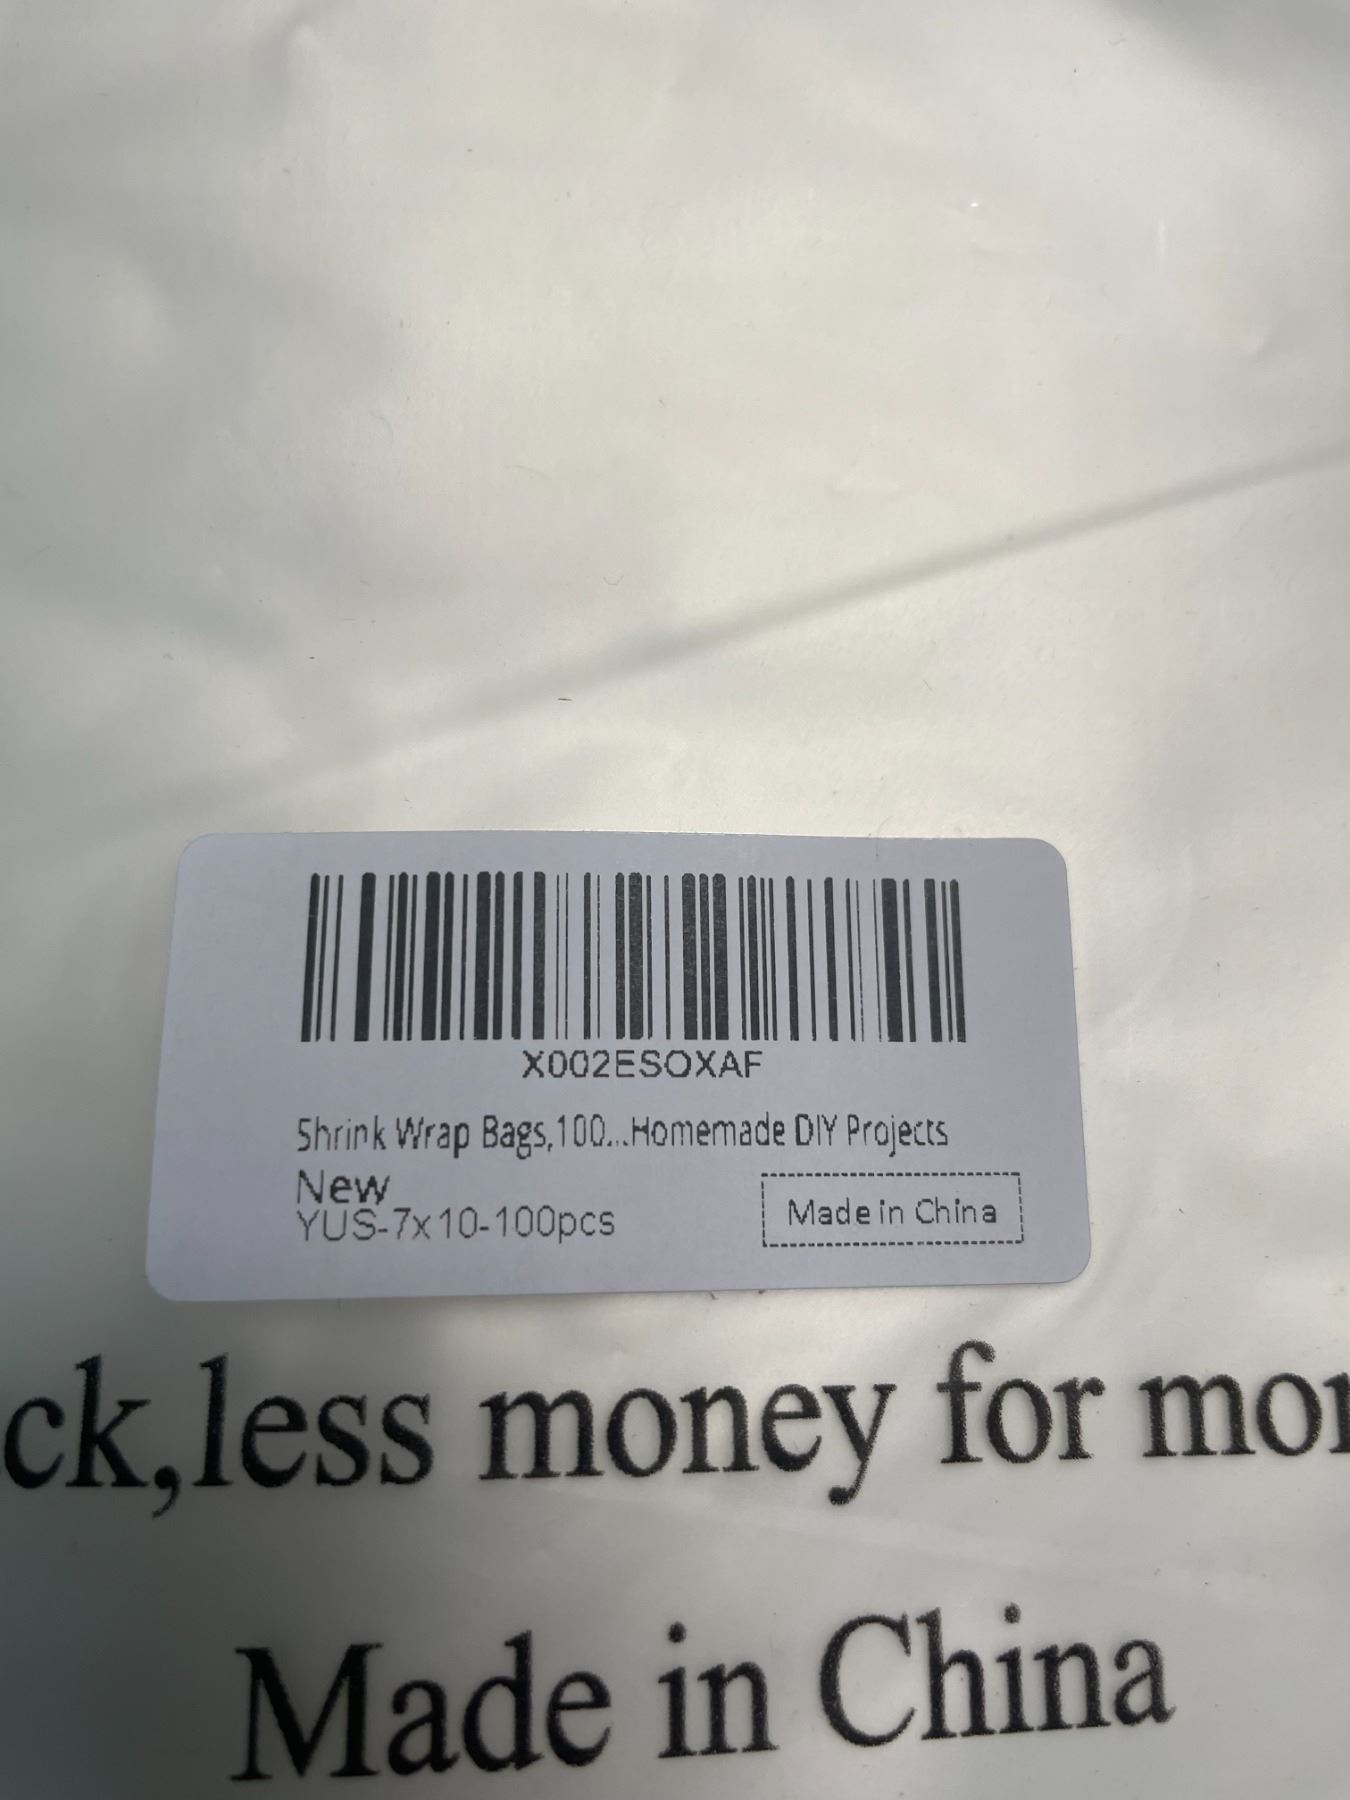 X002ESOXAF
Shrink Wrap Bags,100...Homemade DIY Projects
New
YUS-7x10-100pcs
Made in China
ck,less money for mor
Made in China